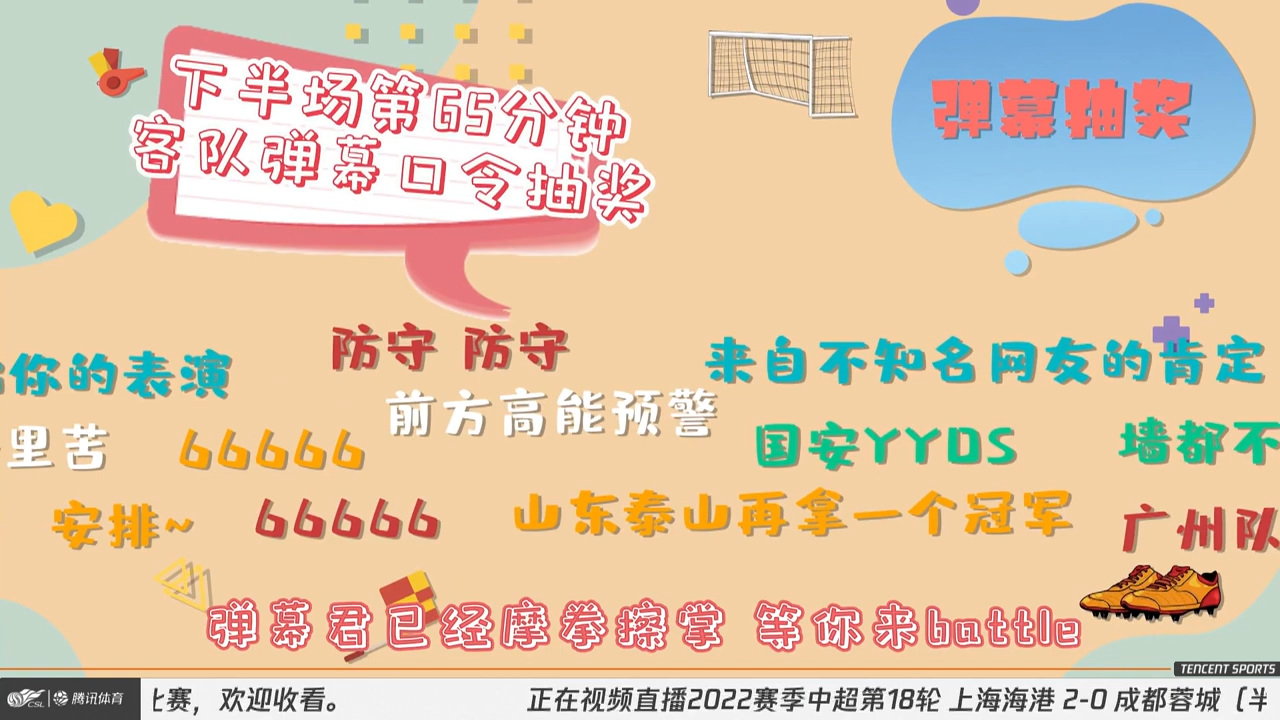 下半场第65分钟
客队弹幕口令抽奖
弹幕抽奖
你的表演
防守 防守
来自不知名网友的肯定
前方高能预警
里苦
66666
国安YYDS
墙都不
安排~
66666
山东泰山再拿一个冠军
广州队
弹幕君已经摩拳擦掌 等你来battle
TENCENT SPORTS
CSL 腾讯体育
比赛，欢迎收看。
正在视频直播2022赛季中超第18轮 上海海港 2-0 成都蓉城（半